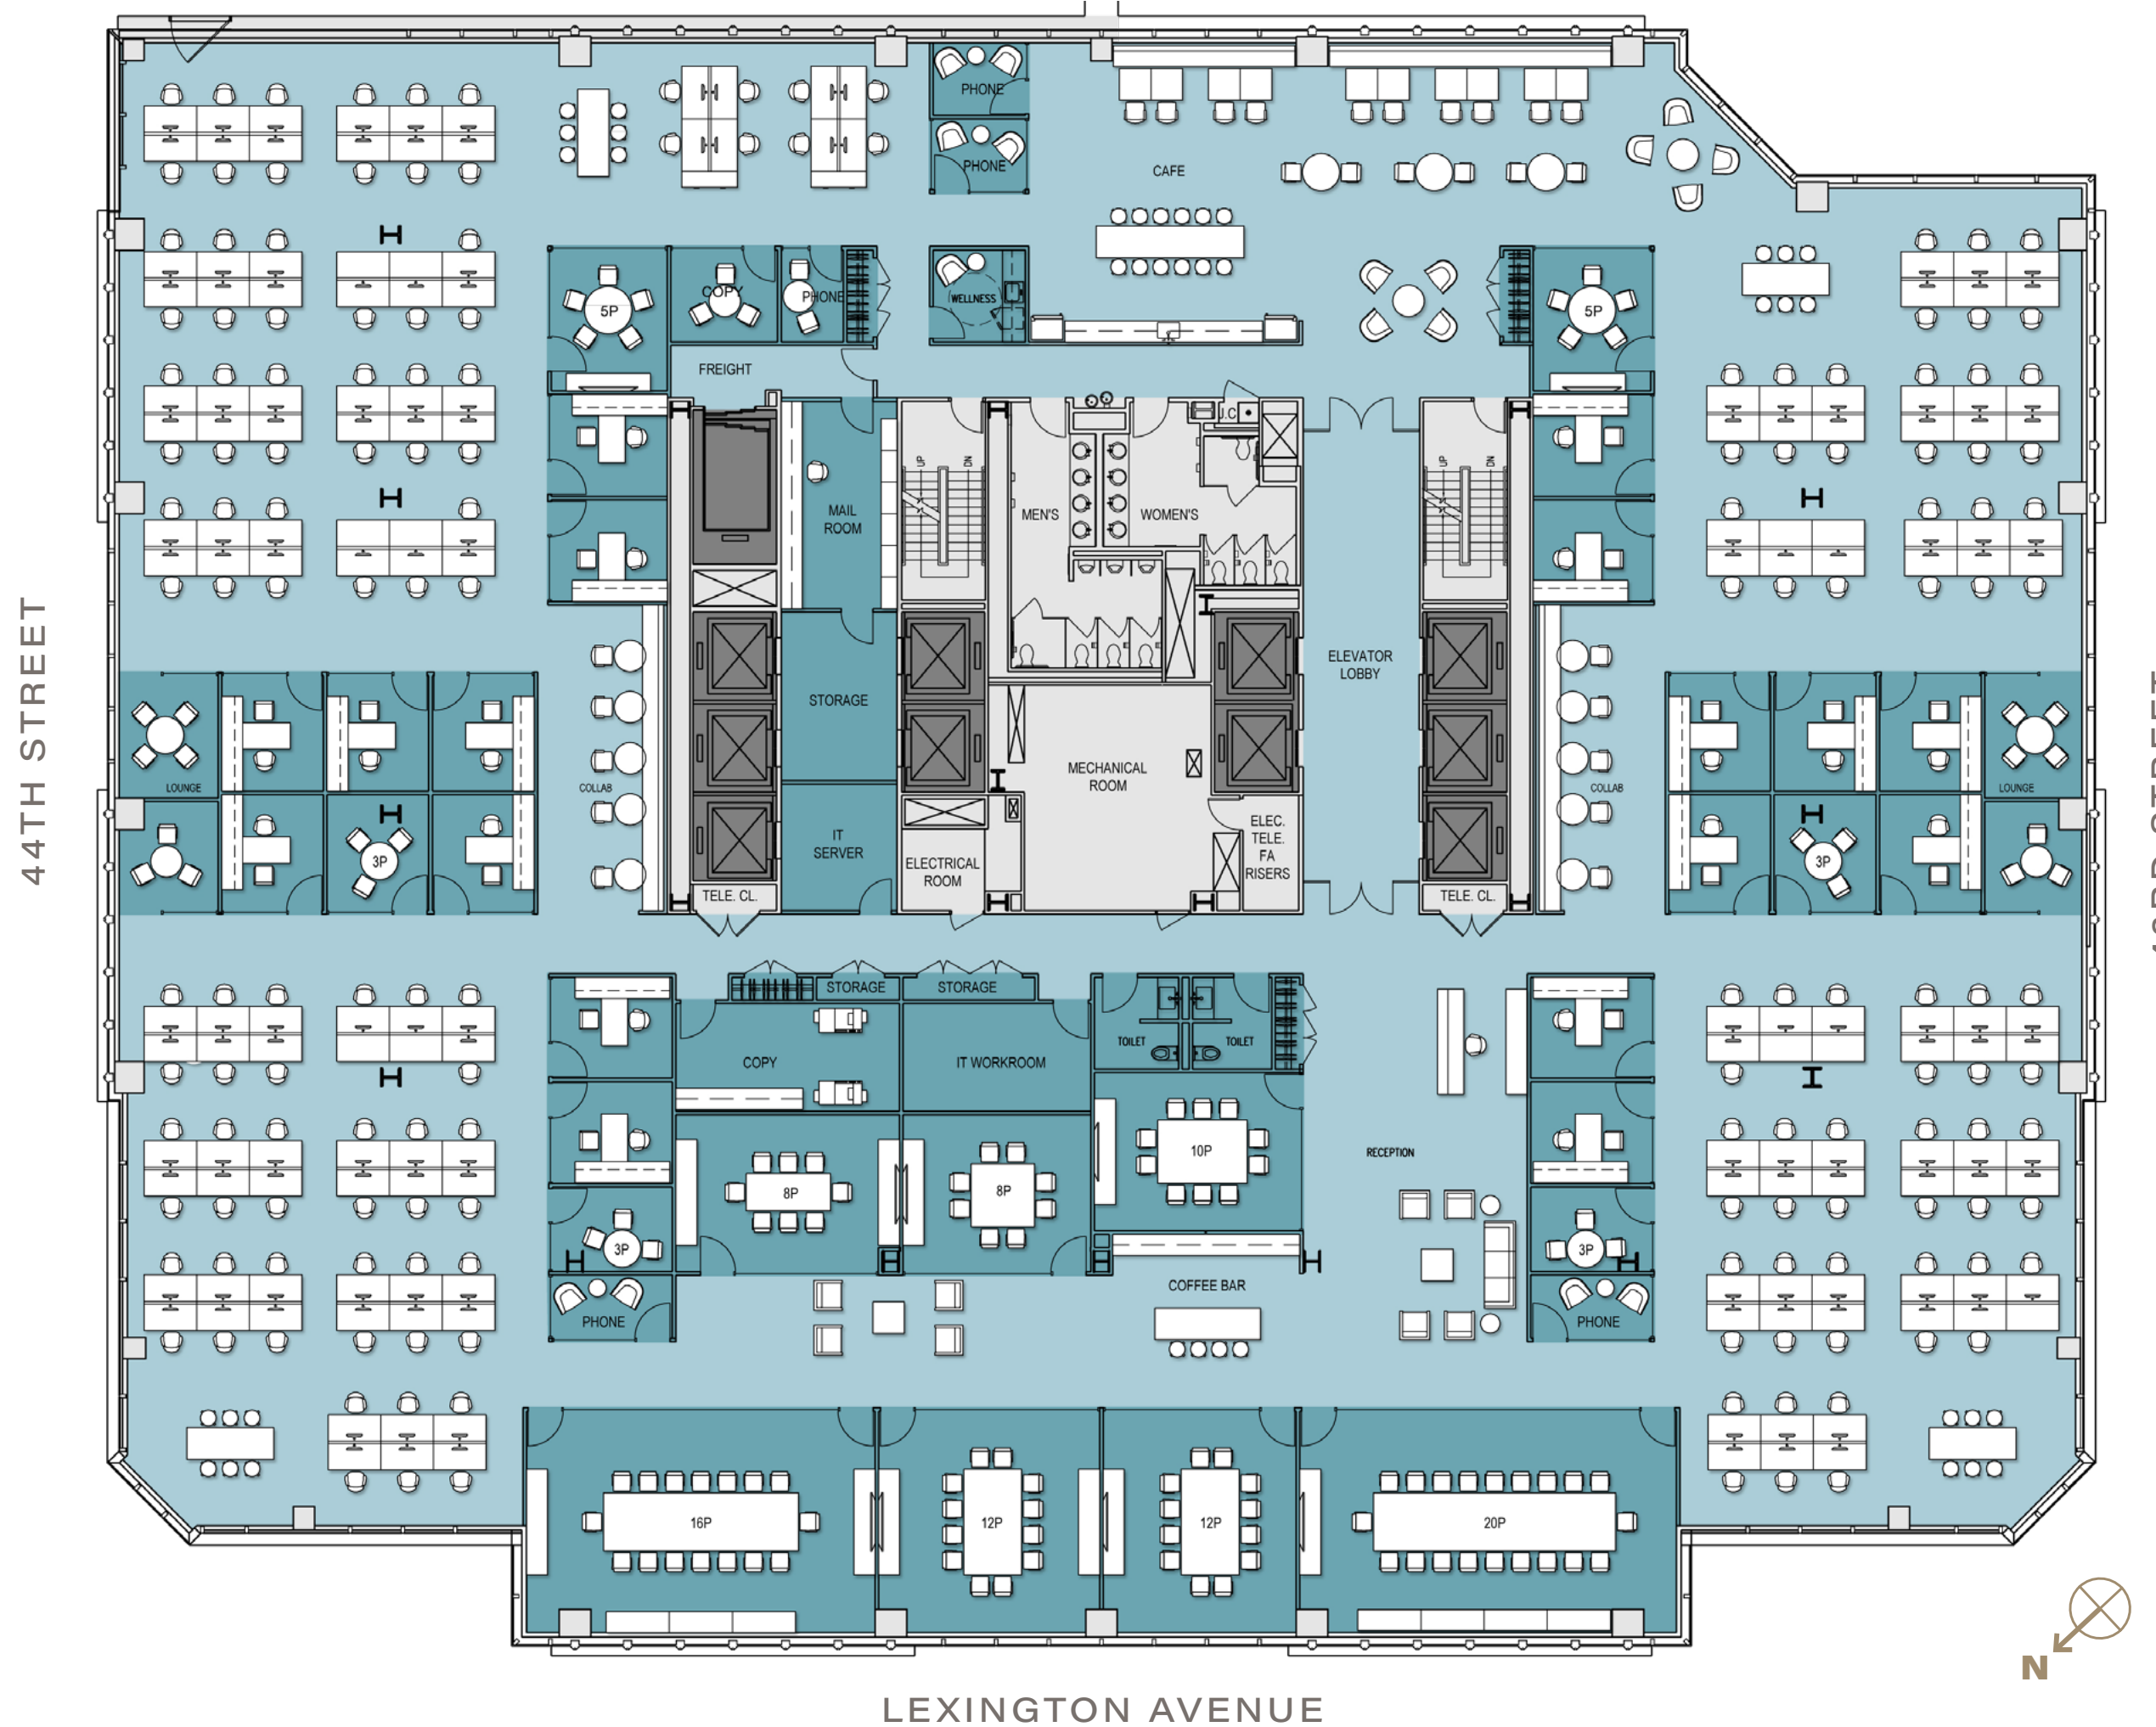 PHONE
PHONE
CAFE
5P
COPY
PHONE
WELLNESS
5P
FREIGHT
J.C
UP
DN
UP
DN
MAIL
ROOM
MEN'S
WOMEN'S
ELEVATOR
LOBBY
STORAGE
LOUNGE
COLLAB
MECHANICAL
ROOM
COLLAB
LOUNGE
44TH STREET
3P
IT
SERVER
ELECTRICAL
ROOM
ELEC.
TELE.
FA
RISERS
3P
TELE. CL.
TELE. CL.
STORAGE
STORAGE
COPY
IT WORKROOM
TOILET
TOILET
10P
RECEPTION
8P
8P
3P
3P
COFFEE BAR
PHONE
PHONE
16P
12P
12P
20P
N
LEXINGTON AVENUE